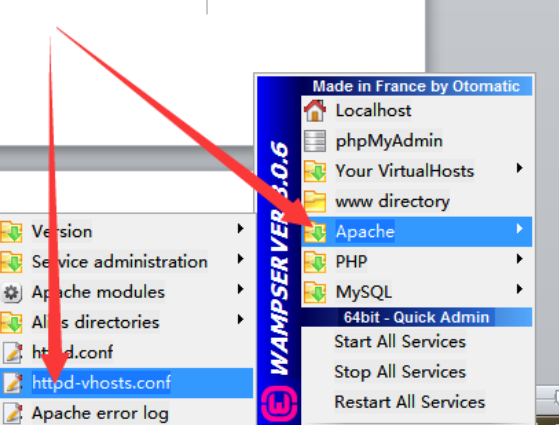 Made in France by Otomatic
Localhost
phpMyAdmin
Your VirtualHosts
www directory
Apache
PHP
MySQL
64bit - Quick Admin
Start All Services
Stop All Services
Restart All Services
WAMPSERVER 3.0.6
Version
Service administration
Apache modules
Alias directories
httpd.conf
httpd-vhosts.conf
Apache error log